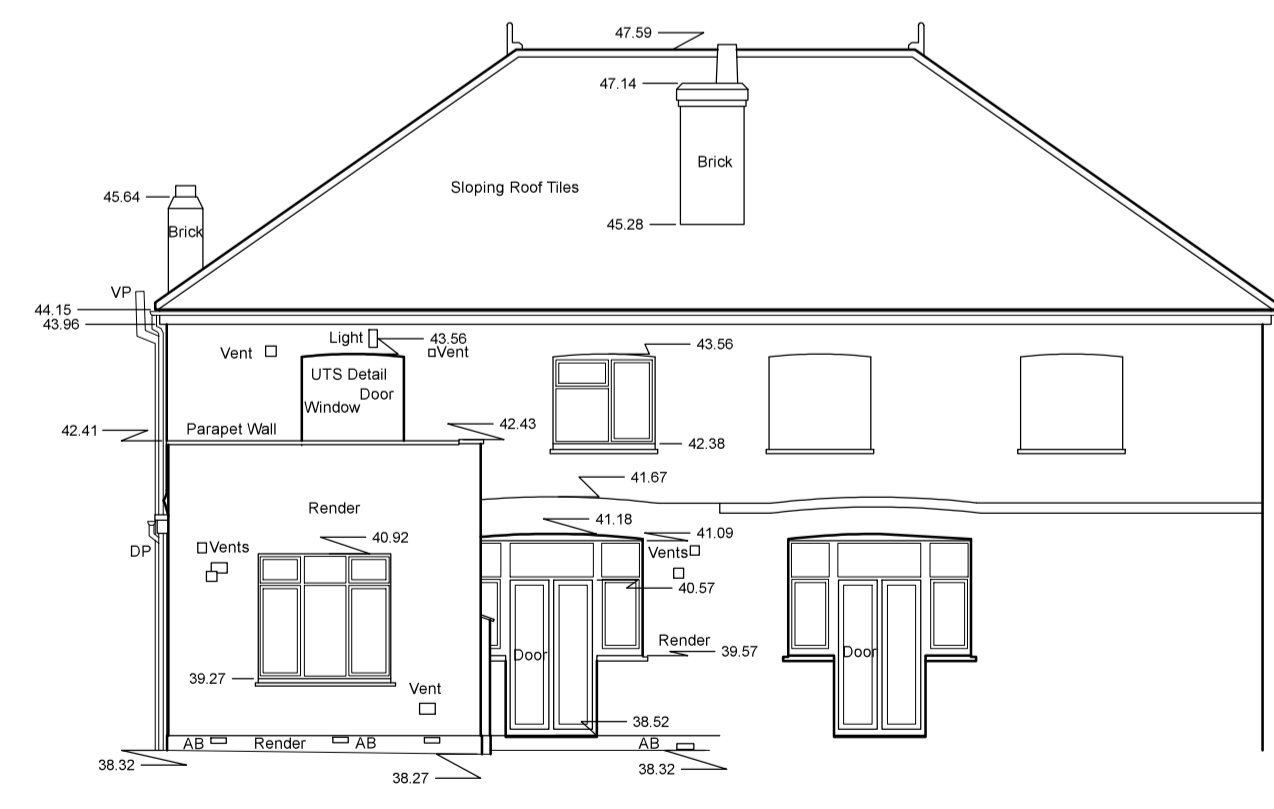 47.59
47.14
Brick
Sloping Roof Tiles
45.64
45.28
Brick
VP
44.15
43.96
Light
43.56
43.56
Vent
Vent
UTS Detail
Door
Window
42.41
Parapet Wall
42.43
42.38
41.67
Render
41.18
40.92
41.09
DP
Vents
Vents
40.57
Render
39.57
Door
Door
39.27
Vent
38.52
AB
Render
AB
AB
38.32
38.27
38.32